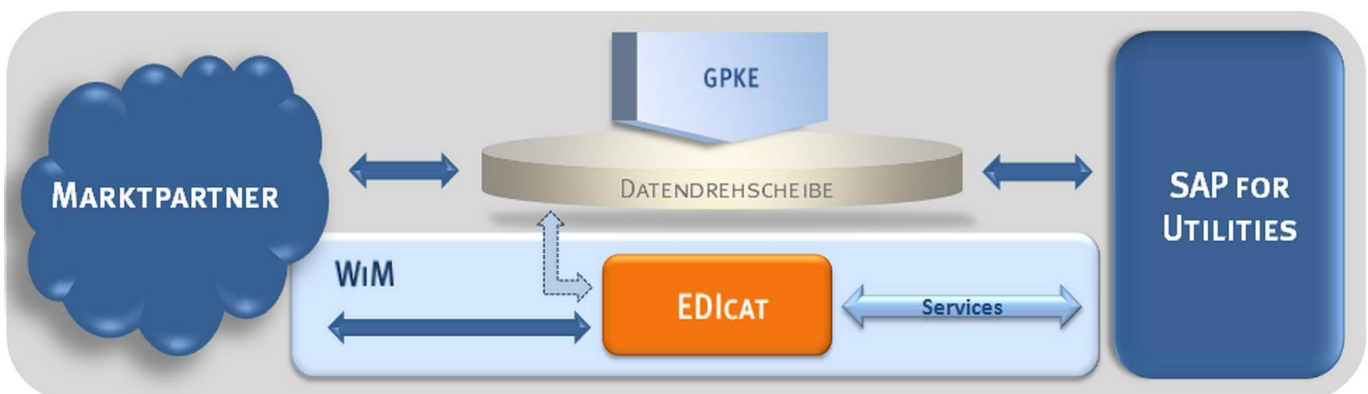 GPKE
MARKTPARTNER
DATENDREHSCHEIBE
SAP FOR
UTILITIES
WIM
EDICAT
Services